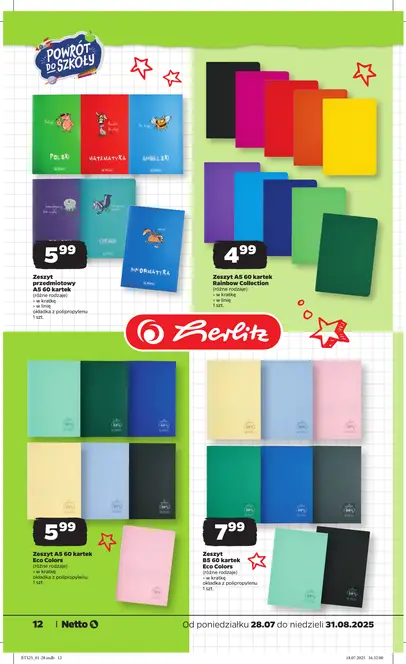 POWRÓT
DO SZKOŁY
POLSKI
MATEMATYKA
ANGIELSKI
INFORMATYKA
5.99
Zeszyt
przedmiotowy
A5 60 kartek
(różne rodzaje)
• w kratkę
• w linię
okładka z polipropylenu
1 szt.
4.99
Zeszyt A5 60 kartek
Rainbow Collection
(różne rodzaje)
• w kratkę
• w linię
1 szt.
Herlitz
5.99
Zeszyt A5 60 kartek
Eco Colors
(różne rodzaje)
• w kratkę
okładka z polipropylenu
1 szt.
7.99
Zeszyt
B5 60 kartek
Eco Colors
(różne rodzaje)
• w kratkę
okładka z polipropylenu
1 szt.
12 | Netto
Od poniedziałku 28.07 do niedzieli 31.08.2025